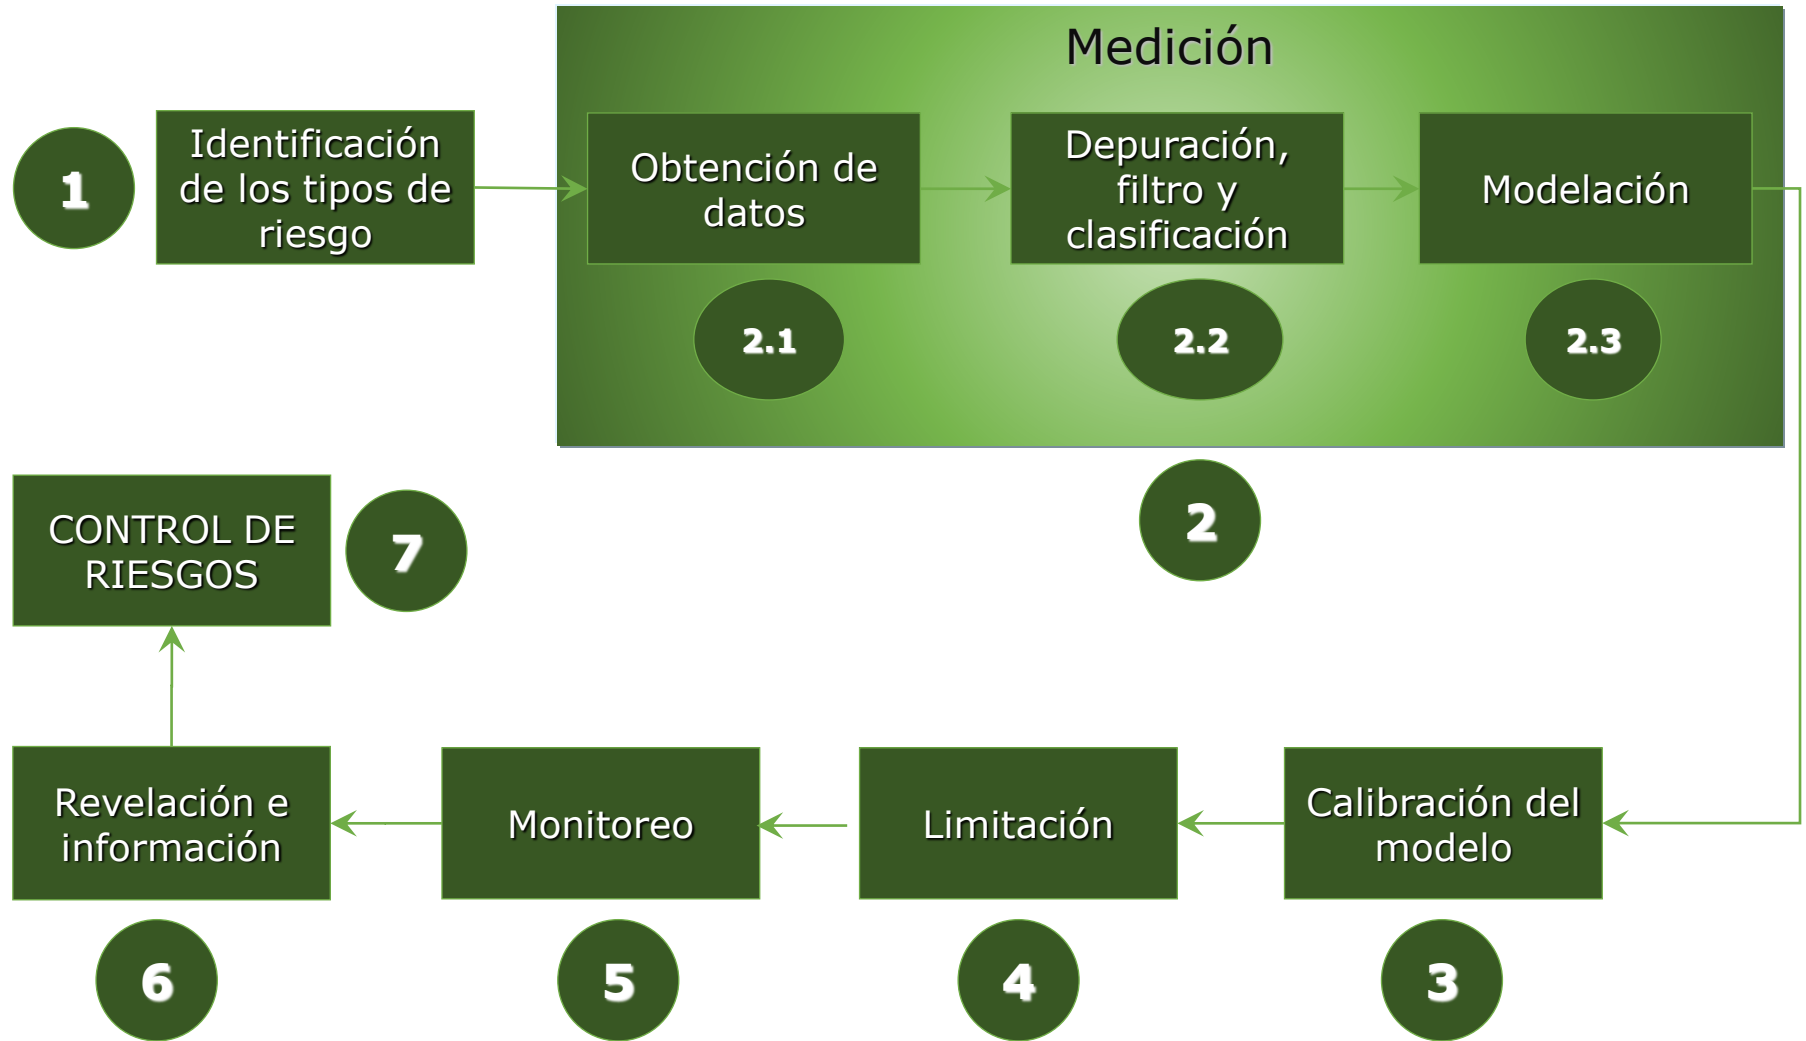 Medición
1
Identificación
de los tipos de
riesgo
Obtención de
datos
Depuración,
filtro y
clasificación
Modelación
2.1
2.2
2.3
2
CONTROL DE
RIESGOS
7
Revelación e
información
Monitoreo
Limitación
Calibración del
modelo
6
5
4
3